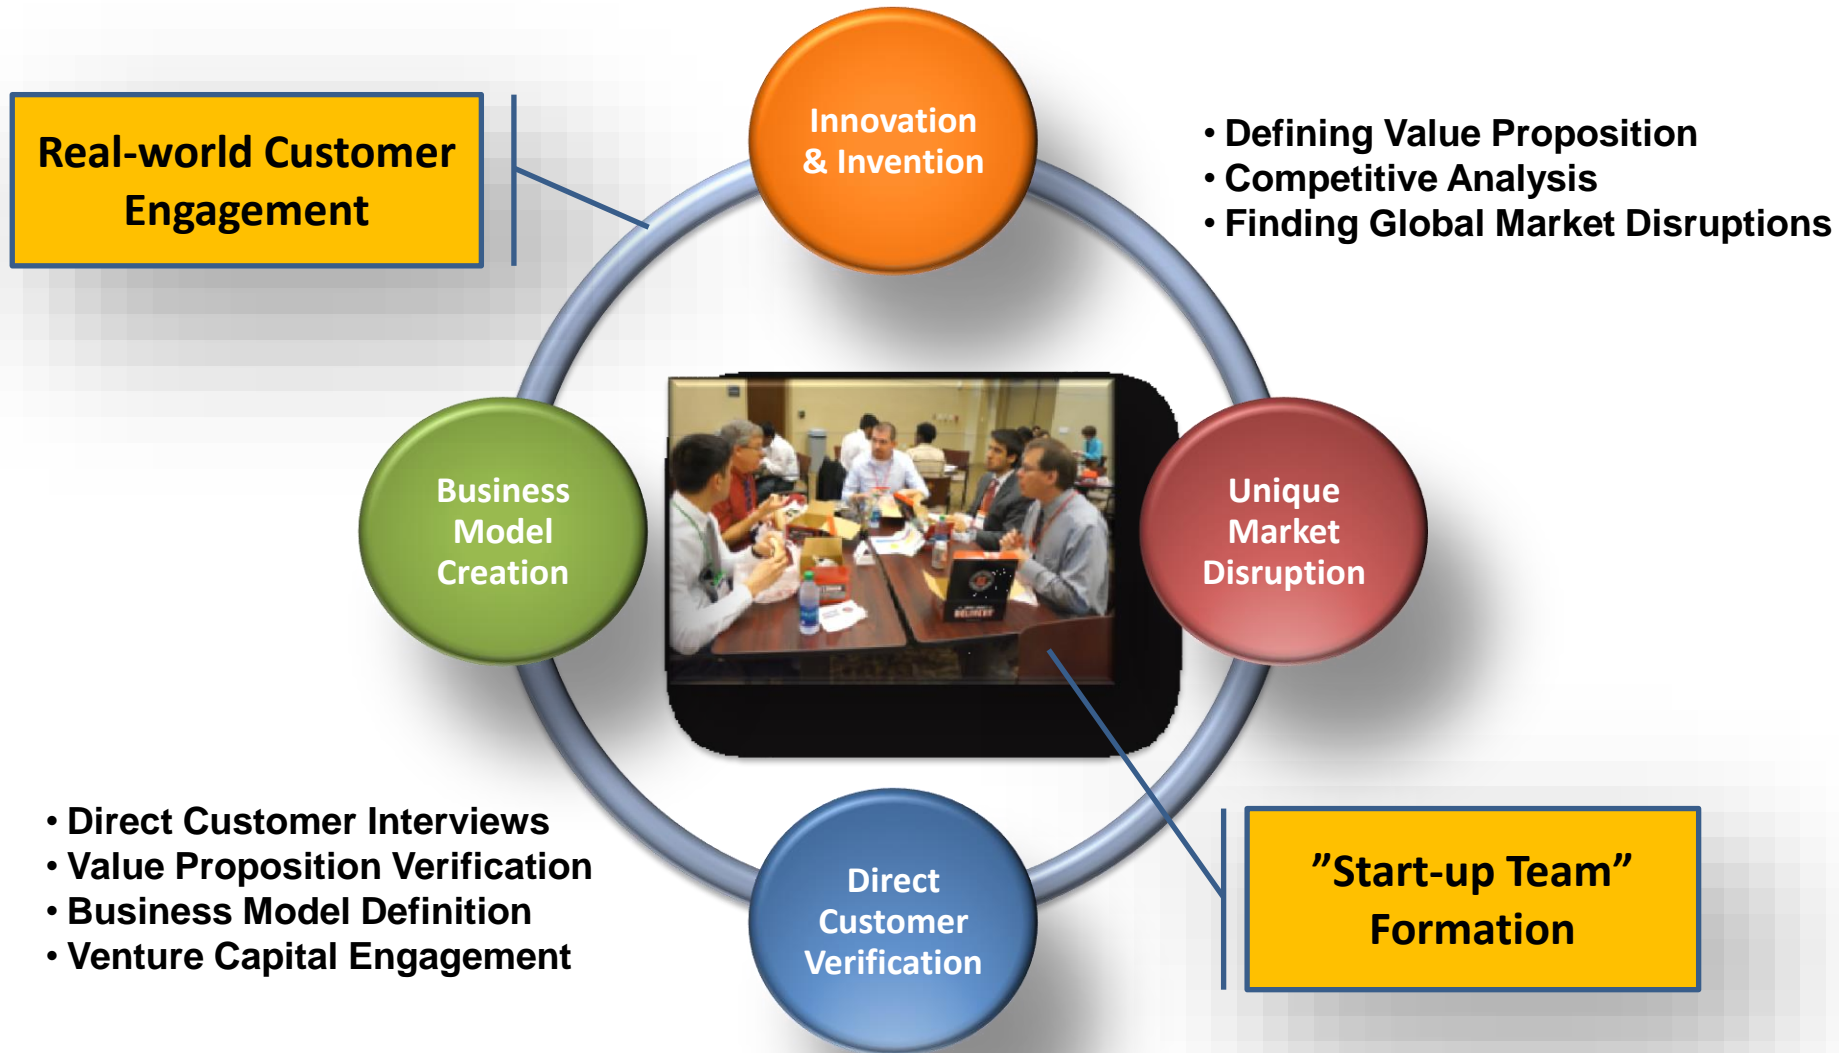 Innovation
& Invention
Real-world Customer
Engagement
• Defining Value Proposition
• Competitive Analysis
• Finding Global Market Disruptions
Business
Model
Creation
Unique
Market
Disruption
DELIVERY
• Direct Customer Interviews
• Value Proposition Verification
• Business Model Definition
• Venture Capital Engagement
Direct
Customer
Verification
”Start-up Team”
Formation